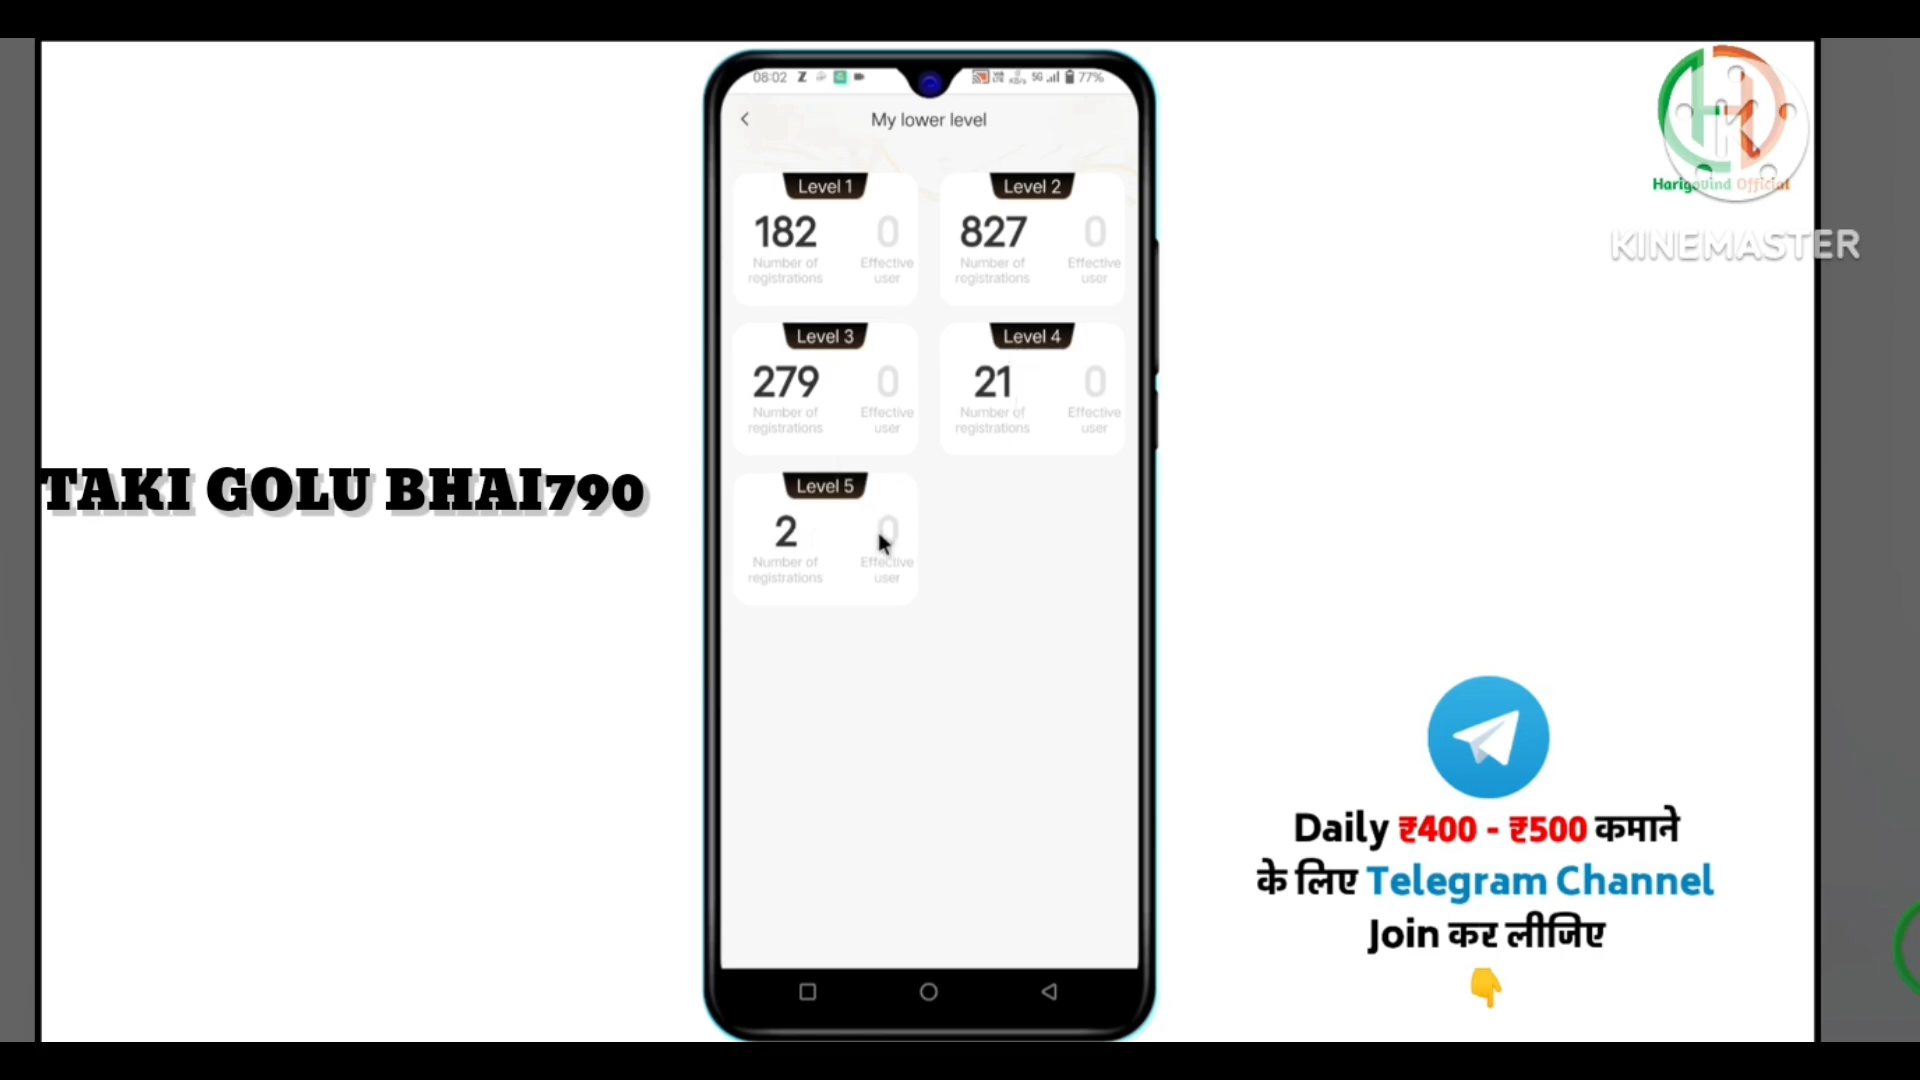 08:02
5G
77%
My lower level
Level 1
182
0
Number of registrations
Effective user
Level 2
827
0
Number of registrations
Effective user
Level 3
279
0
Number of registrations
Effective user
Level 4
21
0
Number of registrations
Effective user
Level 5
2
0
Number of registrations
Effective user
TAKI GOLU BHAI790
Harigovind Official
KINEMASTER
Daily ₹400 - ₹500 कमाने
के लिए Telegram Channel
Join कर लीजिए